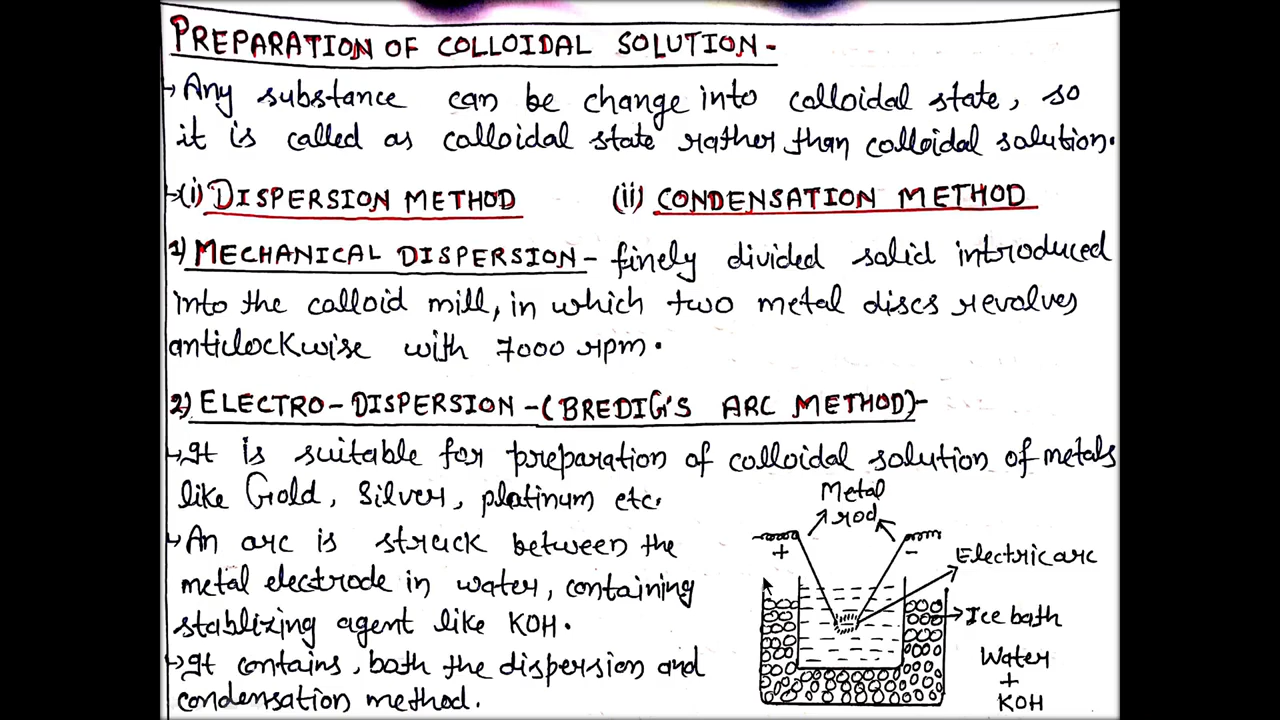 PREPARATION OF COLLOIDAL SOLUTION-
→ Any substance can be change into colloidal state, so
it is called as colloidal state rather than colloidal solution.
→ (i) DISPERSION METHOD (ii) CONDENSATION METHOD
1) MECHANICAL DISPERSION - finely divided solid introduced
into the colloid mill, in which two metal discs revolves
anticlockwise with 7000 rpm.
2) ELECTRO-DISPERSION-(BREDIG'S ARC METHOD)-
→ It is suitable for preparation of colloidal solution of metals
like Gold, Silver, platinum etc.
→ An arc is struck between the
metal electrode in water, containing
stablizing agent like KOH.
→ It contains, both the dispersion and
condensation method.
Metal
rod
+ -
Electric arc
Ice bath
Water
+
KOH